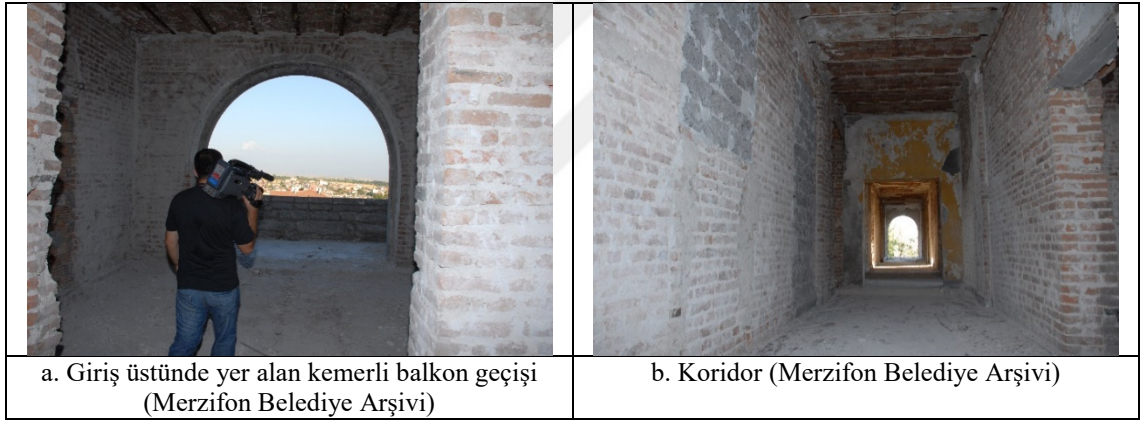 a. Giriş üstünde yer alan kemerli balkon geçişi
(Merzifon Belediye Arşivi)
b. Koridor (Merzifon Belediye Arşivi)